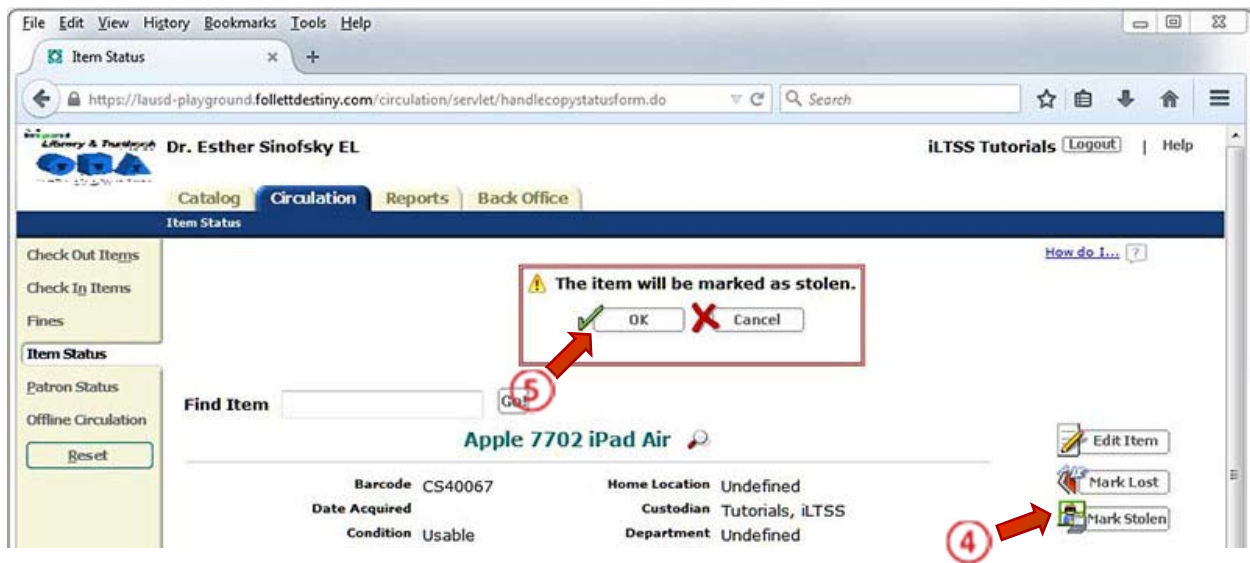 File Edit View History Bookmarks Tools Help
Item Status × +
https://lausd-playground.follettdestiny.com/circulation/servlet/handlecopystatusform.do Search
Library & Textbook Dr. Esther Sinofsky EL iLTSS Tutorials Logout | Help
Catalog Circulation Reports Back Office
Item Status
Check Out Items How do I... ?
Check In Items
Fines
Item Status
Patron Status
Offline Circulation
Reset
The item will be marked as stolen.
OK Cancel
5
Find Item Go!
Apple 7702 iPad Air
Edit Item
Mark Lost
Mark Stolen
4
Barcode CS40067 Home Location Undefined
Date Acquired Custodian Tutorials, iLTSS
Condition Usable Department Undefined